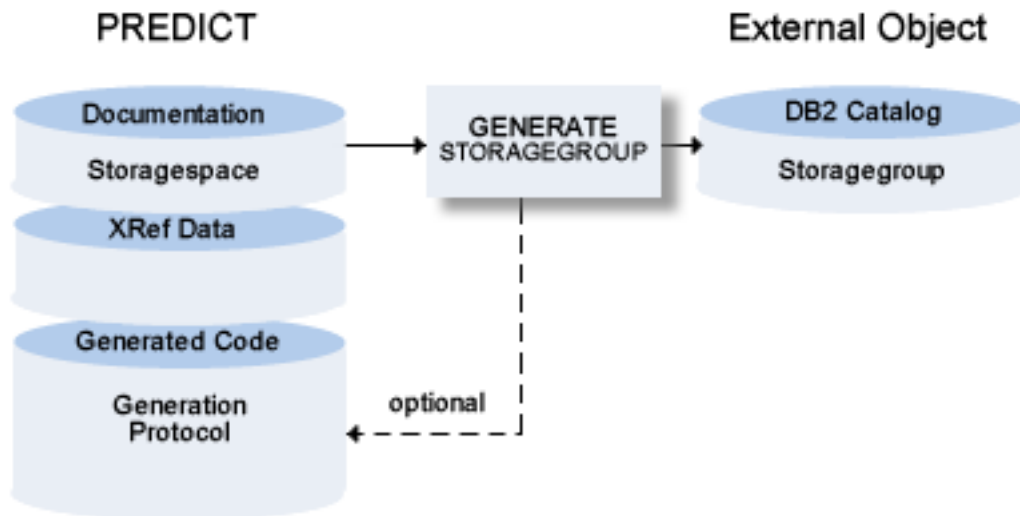 PREDICT
External Object
Documentation
Storagespace
XRef Data
Generated Code
Generation
Protocol
GENERATE
STORAGEGROUP
optional
DB2 Catalog
Storagegroup